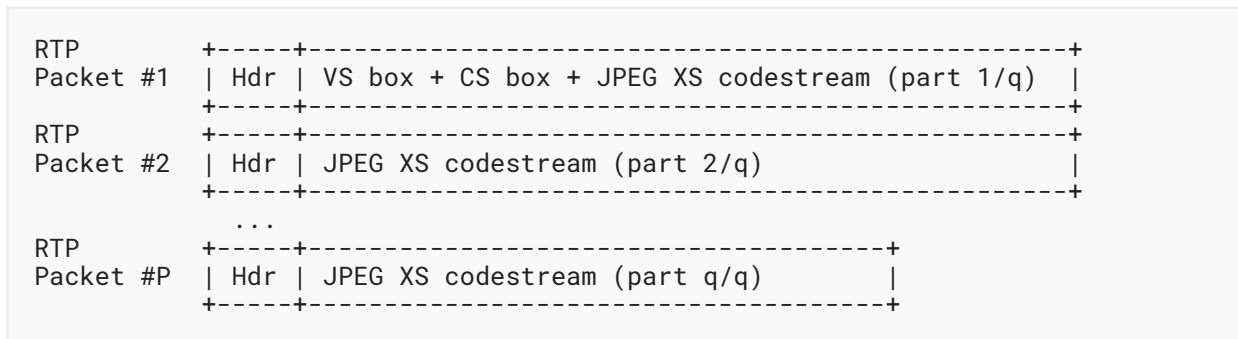 RTP           +-----+--------------------------------------------+
Packet #1  | Hdr | VS box + CS box + JPEG XS codestream (part 1/q)  |
           +-----+--------------------------------------------+
RTP        +-----+--------------------------------------------+
Packet #2  | Hdr | JPEG XS codestream (part 2/q)                    |
           +-----+--------------------------------------------+
             ...
RTP        +-----+---------------------------------+
Packet #P  | Hdr | JPEG XS codestream (part q/q)       |
           +-----+---------------------------------+